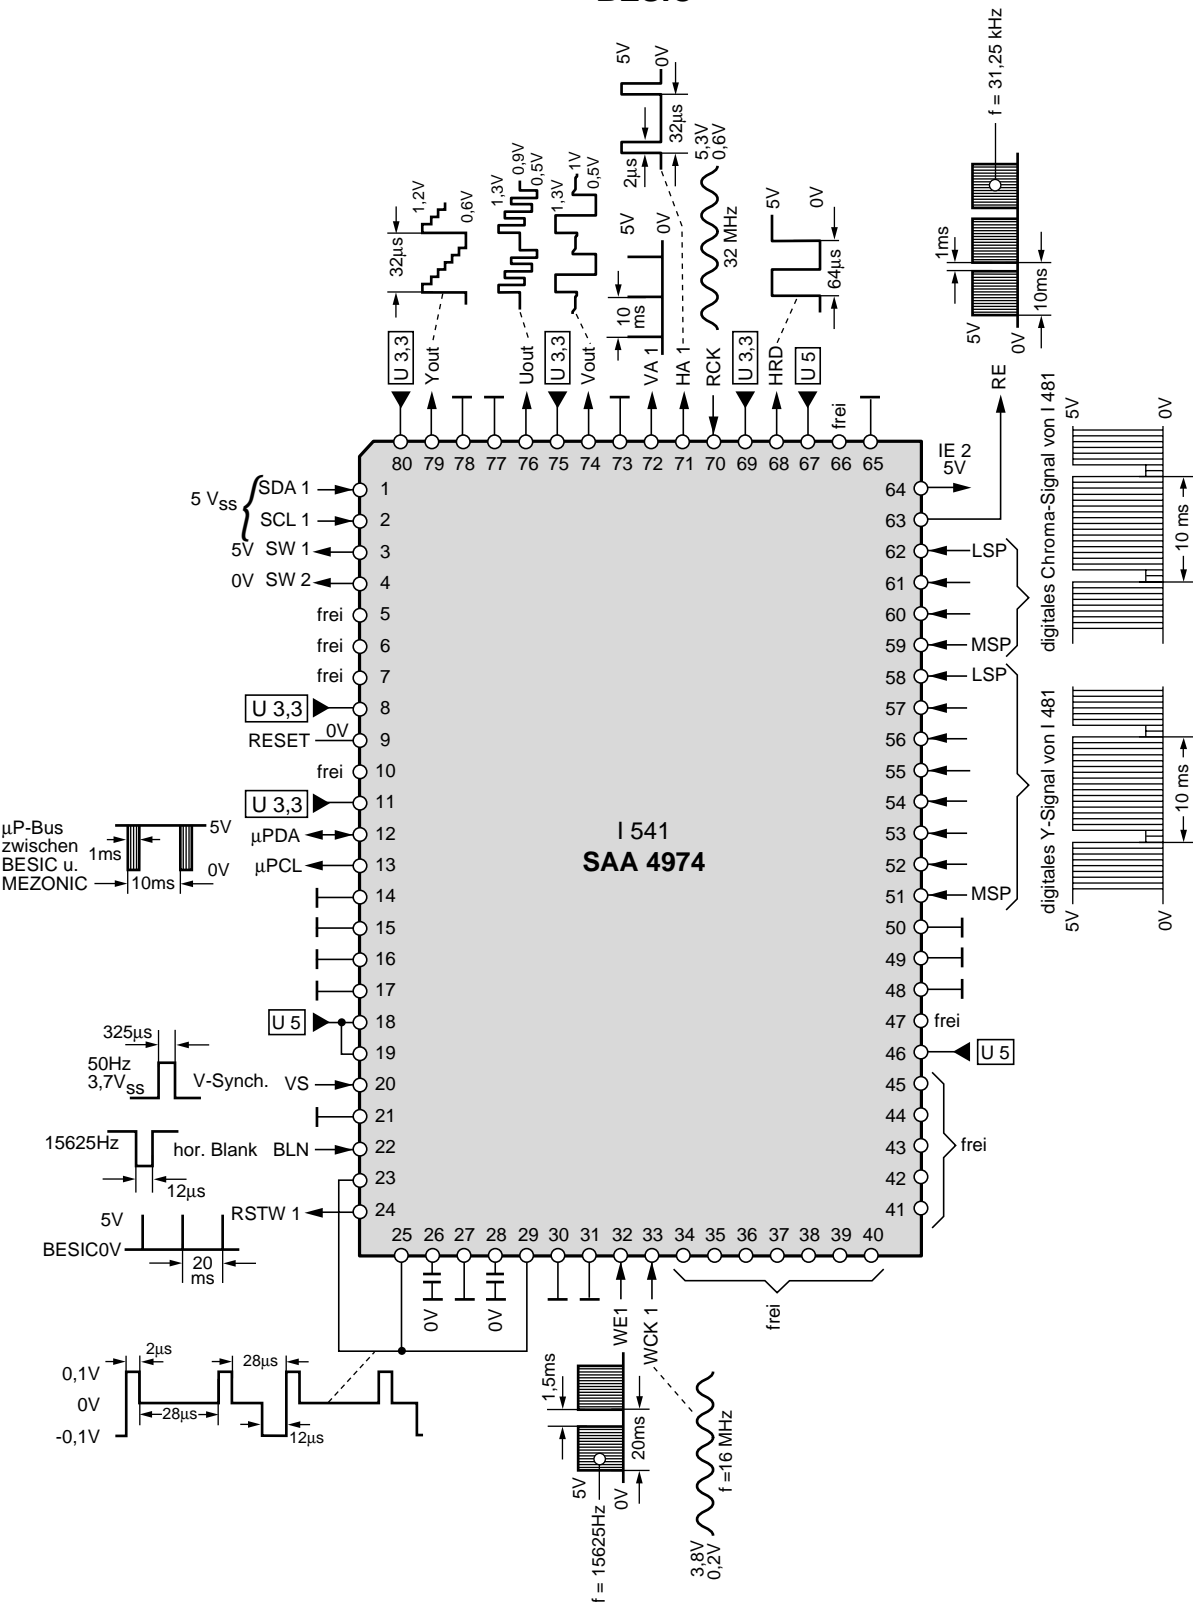 f = 31,25 kHz
5V
0V
32µs
2µs
5V
0V
10
ms
1,2V
0,6V
32µs
1,3V
0,9V
0,5V
1,3V
1V
0,5V
5,3V
0,6V
32 MHz
5V
0V
64µs
1ms
10ms
5V
0V
U 3,3
Yout
Uout
U 3,3
Vout
VA 1
HA 1
RCK
U 3,3
HRD
U 5
frei
RE
80 79 78 77 76 75 74 73 72 71 70 69 68 67 66 65
IE 2
5V
5 VSS
SDA 1 1
SCL 1 2
5V SW 1 3
0V SW 2 4
frei 5
frei 6
frei 7
U 3,3 8
RESET 0V 9
frei 10
U 3,3 11
µPDA 12
µPCL 13
14
15
16
17
U 5 18
19
VS 20
21
BLN 22
23
RSTW 1 24
µP-Bus
zwischen
BESIC u.
MEZONIC
1ms
10ms
5V
0V
325µs
50Hz
3,7VSS
V-Synch.
15625Hz
hor. Blank
12µs
5V
BESIC0V
20
ms
I 541
SAA 4974
64
63
62 LSP
61
60
59 MSP
58 LSP
57
56
55
54
53
52
51 MSP
50
49
48
47 frei
46 U 5
45
44
43
42
41
frei
digitales Chroma-Signal von I 481
5V
0V
10 ms
digitales Y-Signal von I 481
5V
0V
10 ms
25 26 27 28 29 30 31 32 33 34 35 36 37 38 39 40
0V
0V
WE1
WCK 1
frei
2µs
28µs
0,1V
0V
-0,1V
28µs
12µs
1,5ms
20ms
5V
0V
f = 15625Hz
f =16 MHz
3,8V
0,2V